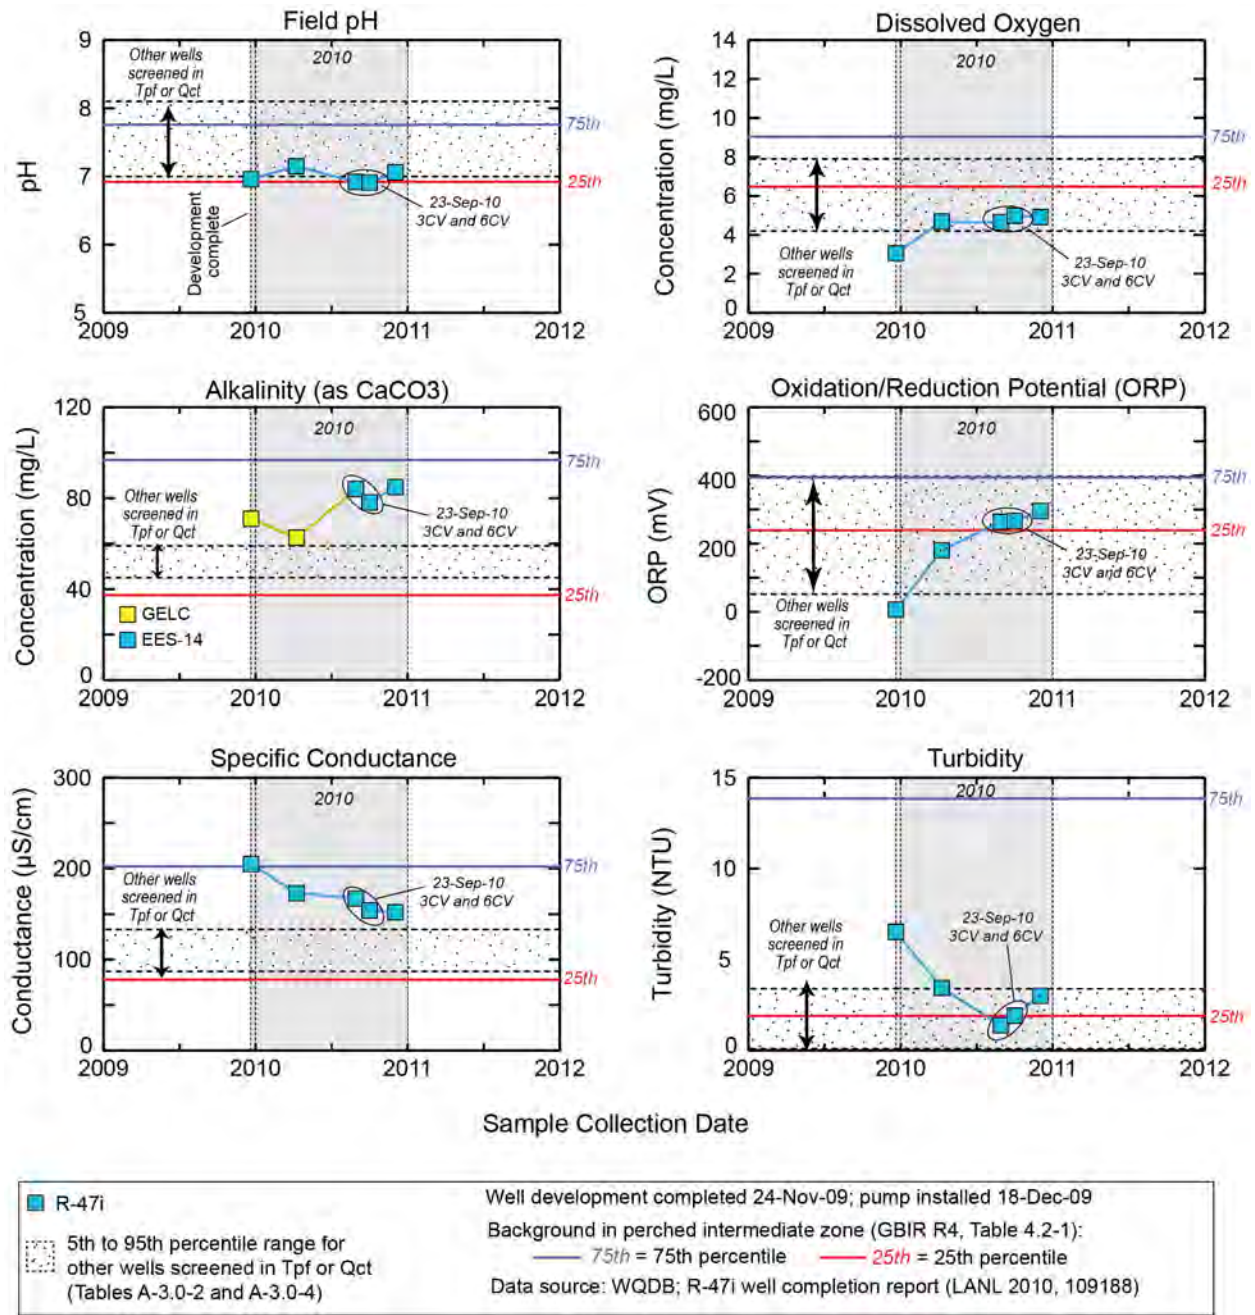 Field pH
9
8
7
6
5
pH
Other wells
screened in
Tpf or Qct
2010
75th
25th
Development
complete
23-Sep-10
3CV and 6CV
2009
2010
2011
2012
Dissolved Oxygen
14
12
10
8
6
4
2
0
Concentration (mg/L)
2010
75th
25th
Other wells
screened in
Tpf or Qct
23-Sep-10
3CV and 6CV
2009
2010
2011
2012
Alkalinity (as CaCO3)
120
80
40
0
Concentration (mg/L)
2010
75th
Other wells
screened in
Tpf or Qct
23-Sep-10
3CV and 6CV
25th
GELC
EES-14
2009
2010
2011
2012
Oxidation/Reduction Potential (ORP)
600
400
200
0
-200
ORP (mV)
2010
75th
25th
23-Sep-10
3CV and 6CV
Other wells
screened in
Tpf or Qct
2009
2010
2011
2012
Specific Conductance
300
200
100
0
Conductance (µS/cm)
2010
75th
Other wells
screened in
Tpf or Qct
23-Sep-10
3CV and 6CV
25th
2009
2010
2011
2012
Turbidity
15
10
5
0
Turbidity (NTU)
2010
75th
23-Sep-10
3CV and 6CV
Other wells
screened in
Tpf or Qct
25th
2009
2010
2011
2012
Sample Collection Date
R-47i
5th to 95th percentile range for
other wells screened in Tpf or Qct
(Tables A-3.0-2 and A-3.0-4)
Well development completed 24-Nov-09; pump installed 18-Dec-09
Background in perched intermediate zone (GBIR R4, Table 4.2-1):
75th = 75th percentile 25th = 25th percentile
Data source: WQDB; R-47i well completion report (LANL 2010, 109188)